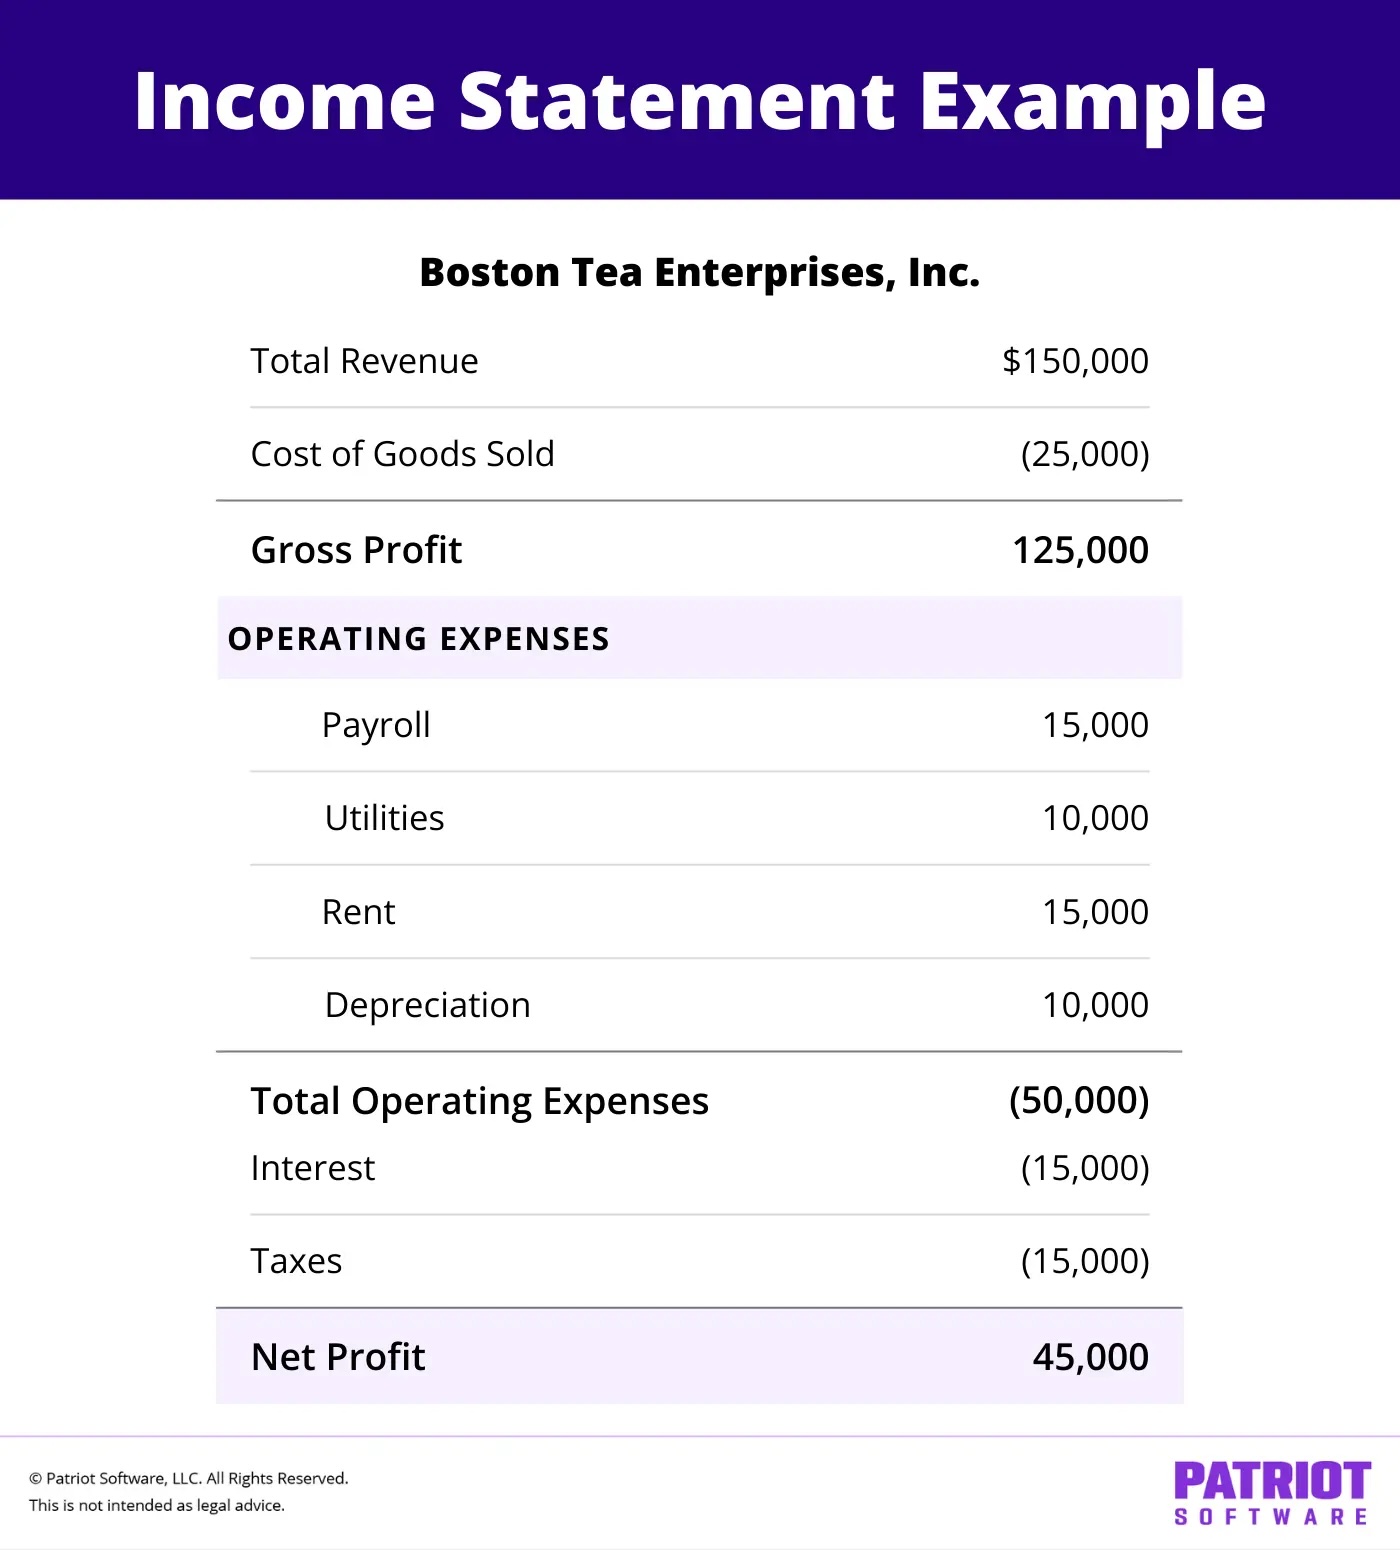 Income Statement Example
Boston Tea Enterprises, Inc.
Total Revenue $150,000
Cost of Goods Sold (25,000)
Gross Profit 125,000
OPERATING EXPENSES
Payroll 15,000
Utilities 10,000
Rent 15,000
Depreciation 10,000
Total Operating Expenses (50,000)
Interest (15,000)
Taxes (15,000)
Net Profit 45,000
© Patriot Software, LLC. All Rights Reserved.
This is not intended as legal advice.
PATRIOT
SOFTWARE